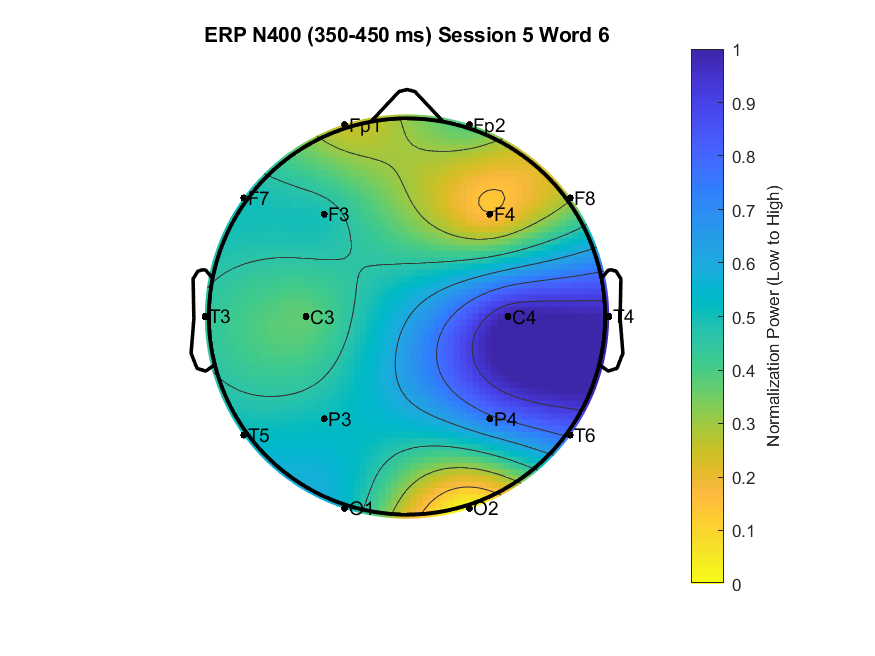 ERP N400 (350-450 ms) Session 5 Word 6
Fp1
Fp2
F7
F3
F4
F8
T3
C3
C4
T4
T5
P3
P4
T6
O1
O2
1
0.9
0.8
0.7
0.6
0.5
0.4
0.3
0.2
0.1
0
Normalization Power (Low to High)